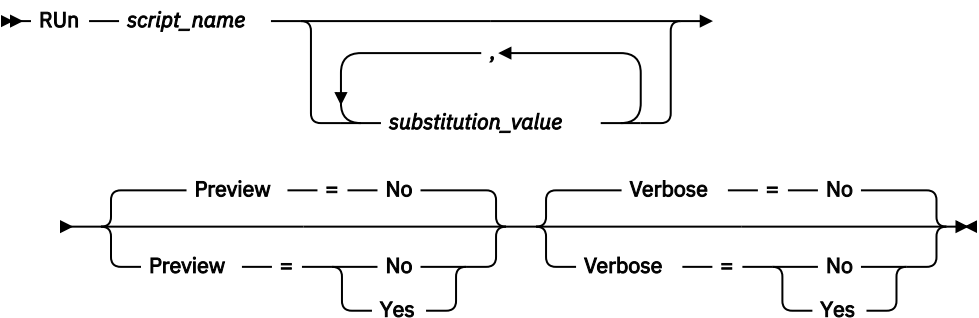 RUn script_name
,
substitution_value
Preview = No Verbose = No
Preview = No Verbose = No
Yes Yes